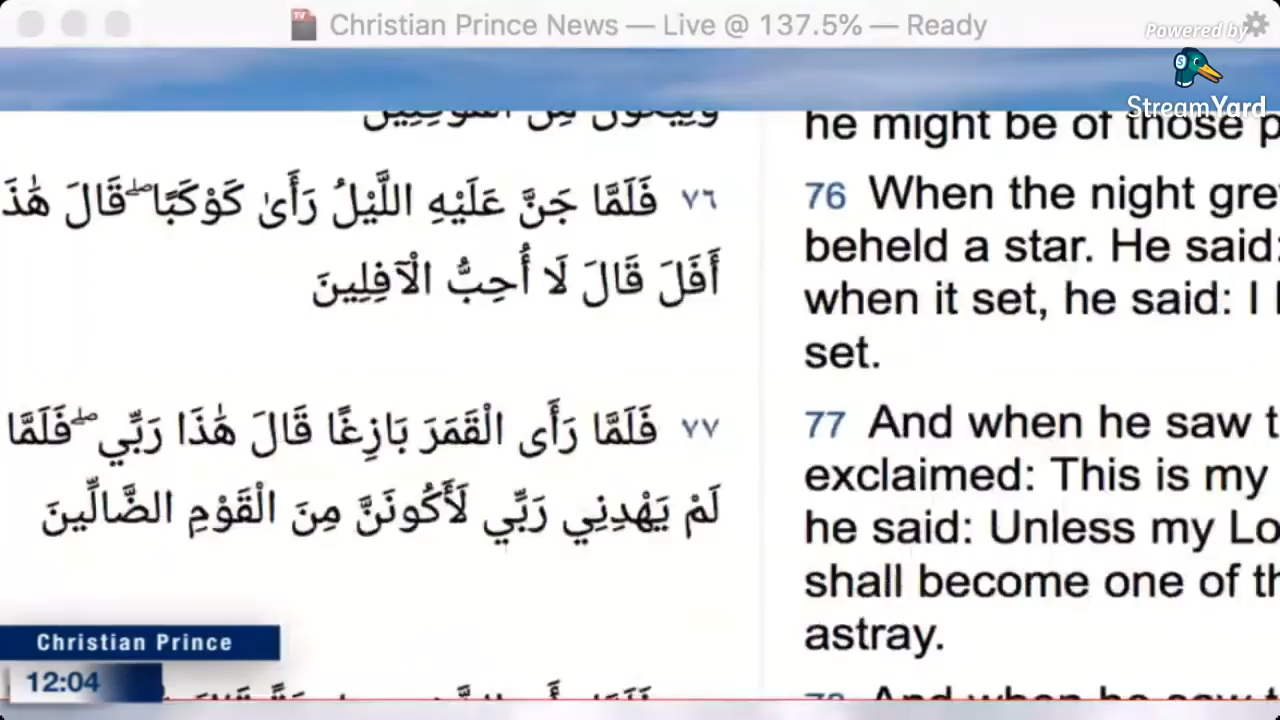 Christian Prince News — Live @ 137.5% — Ready
Powered by
StreamYard
he might be of those p
٧٦ فَلَمَّا جَنَّ عَلَيْهِ اللَّيْلُ رَأَىٰ كَوْكَبًا ۖ قَالَ هَٰذَ
أَفَلَ قَالَ لَا أُحِبُّ الْآفِلِينَ
76 When the night gre
beheld a star. He said:
when it set, he said: I
set.
٧٧ فَلَمَّا رَأَى الْقَمَرَ بَازِغًا قَالَ هَٰذَا رَبِّي ۖ فَلَمَّا
لَمْ يَهْدِنِي رَبِّي لَأَكُونَنَّ مِنَ الْقَوْمِ الضَّالِّينَ
77 And when he saw t
exclaimed: This is my
he said: Unless my Lo
shall become one of th
astray.
Christian Prince
12:04